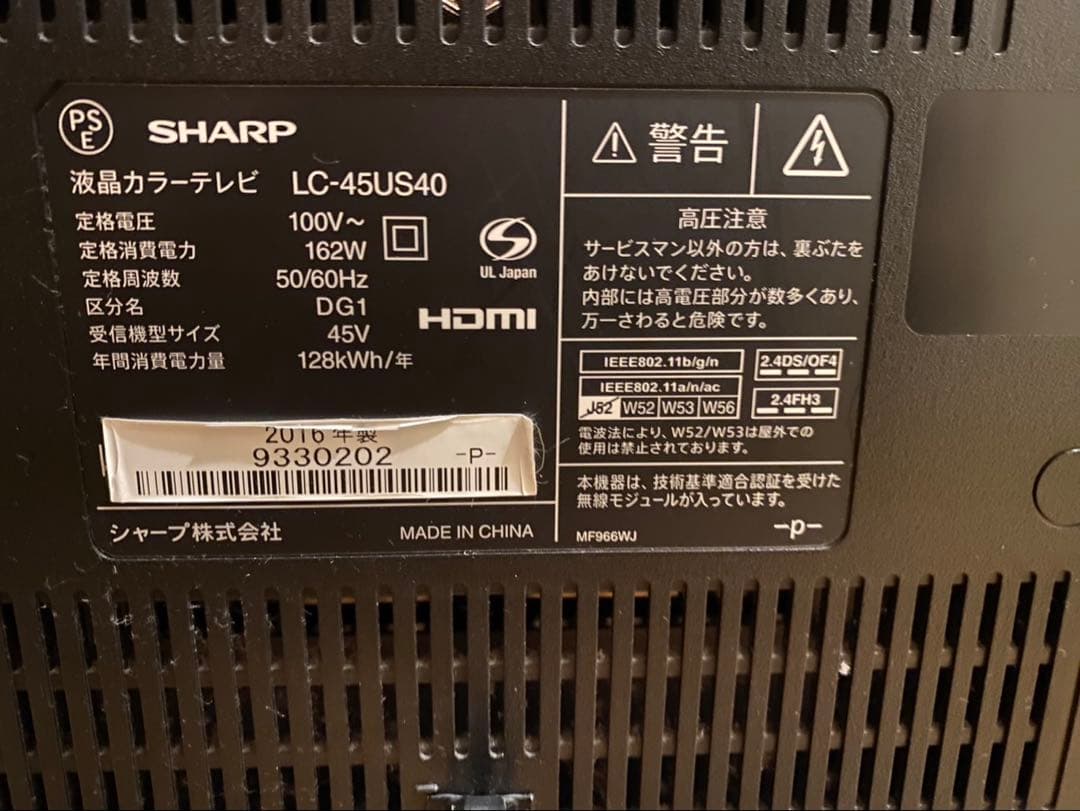 PSE
SHARP
液晶カラーテレビ LC-45US40
定格電圧 100V～
定格消費電力 162W
定格周波数 50/60Hz
区分名 DG1
受信機型サイズ 45V
年間消費電力量 128kWh/年
UL Japan
HDMI
2016 年製
9330202 -P-
シャープ株式会社 MADE IN CHINA
警告
高圧注意
サービスマン以外の方は、裏ぶたを
あけないでください。
内部には高電圧部分が数多くあり、
万一さわると危険です。
IEEE802.11b/g/n
IEEE802.11a/n/ac
J52 W52 W53 W56
2.4DS/OF4
2.4FH3
電波法により、W52/W53は屋外での
使用は禁止されております。
本機器は、技術基準適合認証を受けた
無線モジュールが入っています。
MF966WJ -p-